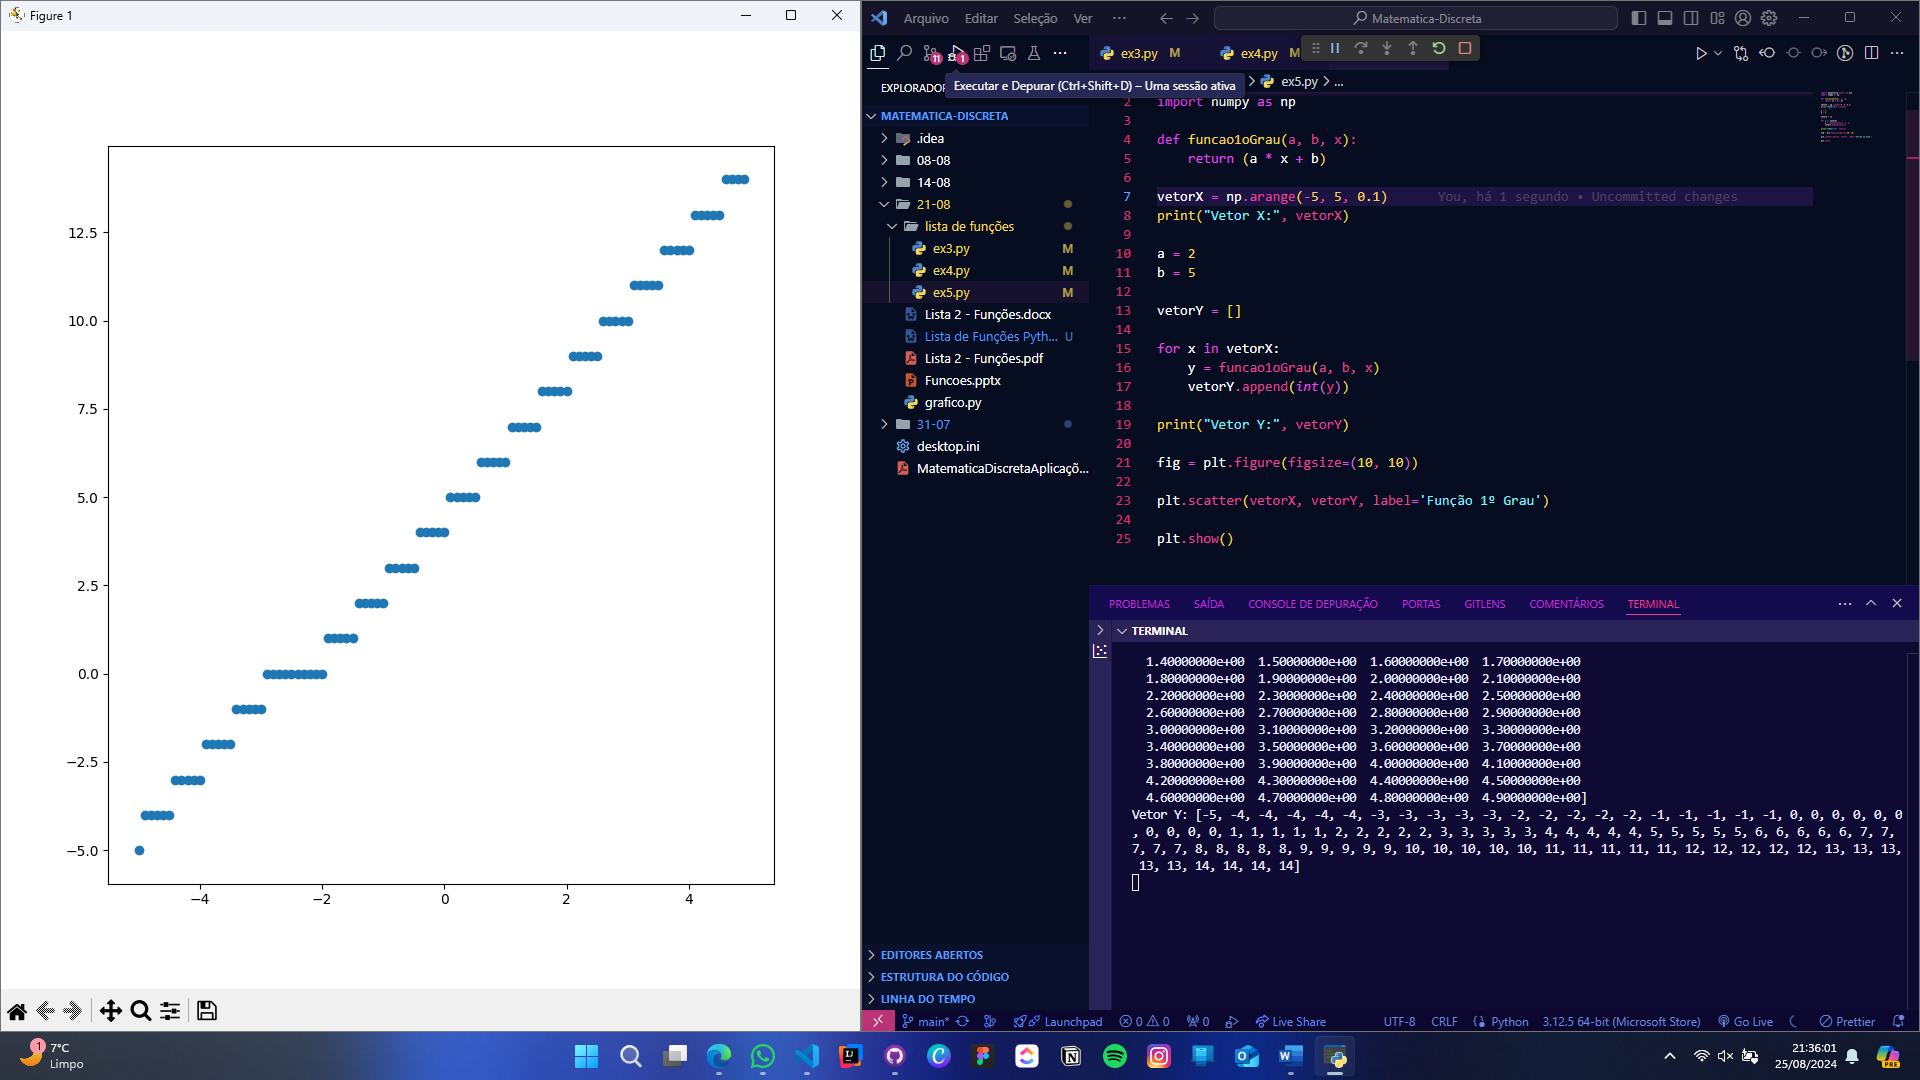 Figure 1
12.5
10.0
7.5
5.0
2.5
0.0
−2.5
−5.0
−4
−2
0
2
4
7°C
Limpo
1
Arquivo
Editar
Seleção
Ver
Matematica-Discreta
11
1
ex3.py M
ex4.py M
EXPLORADOR
Executar e Depurar (Ctrl+Shift+D) – Uma sessão ativa
ex5.py > ...
MATEMATICA-DISCRETA
.idea
08-08
14-08
21-08
lista de funções
ex3.py M
ex4.py M
ex5.py M
Lista 2 - Funções.docx
Lista de Funções Pyth... U
Lista 2 - Funções.pdf
Funcoes.pptx
grafico.py
31-07
desktop.ini
MatematicaDiscretaAplicaçõ...
EDITORES ABERTOS
ESTRUTURA DO CÓDIGO
LINHA DO TEMPO
2 import numpy as np
3
4 def funcao1oGrau(a, b, x):
5 return (a * x + b)
6
7 vetorX = np.arange(-5, 5, 0.1) You, há 1 segundo • Uncommitted changes
8 print("Vetor X:", vetorX)
9
10 a = 2
11 b = 5
12
13 vetorY = []
14
15 for x in vetorX:
16 y = funcao1oGrau(a, b, x)
17 vetorY.append(int(y))
18
19 print("Vetor Y:", vetorY)
20
21 fig = plt.figure(figsize=(10, 10))
22
23 plt.scatter(vetorX, vetorY, label='Função 1º Grau')
24
25 plt.show()
PROBLEMAS SAÍDA CONSOLE DE DEPURAÇÃO PORTAS GITLENS COMENTÁRIOS TERMINAL
TERMINAL
1.40000000e+00 1.50000000e+00 1.60000000e+00 1.70000000e+00
1.80000000e+00 1.90000000e+00 2.00000000e+00 2.10000000e+00
2.20000000e+00 2.30000000e+00 2.40000000e+00 2.50000000e+00
2.60000000e+00 2.70000000e+00 2.80000000e+00 2.90000000e+00
3.00000000e+00 3.10000000e+00 3.20000000e+00 3.30000000e+00
3.40000000e+00 3.50000000e+00 3.60000000e+00 3.70000000e+00
3.80000000e+00 3.90000000e+00 4.00000000e+00 4.10000000e+00
4.20000000e+00 4.30000000e+00 4.40000000e+00 4.50000000e+00
4.60000000e+00 4.70000000e+00 4.80000000e+00 4.90000000e+00]
Vetor Y: [-5, -4, -4, -4, -4, -4, -3, -3, -3, -3, -3, -2, -2, -2, -2, -2, -1, -1, -1, -1, -1, 0, 0, 0, 0, 0, 0
, 0, 0, 0, 0, 1, 1, 1, 1, 1, 2, 2, 2, 2, 2, 3, 3, 3, 3, 3, 4, 4, 4, 4, 4, 5, 5, 5, 5, 5, 6, 6, 6, 6, 6, 7, 7,
7, 7, 7, 8, 8, 8, 8, 8, 9, 9, 9, 9, 9, 10, 10, 10, 10, 10, 11, 11, 11, 11, 11, 12, 12, 12, 12, 12, 13, 13, 13,
13, 13, 14, 14, 14, 14]
main* Launchpad 0 0 0 Live Share UTF-8 CRLF Python 3.12.5 64-bit (Microsoft Store) Go Live Prettier
21:36:01
25/08/2024
PRE